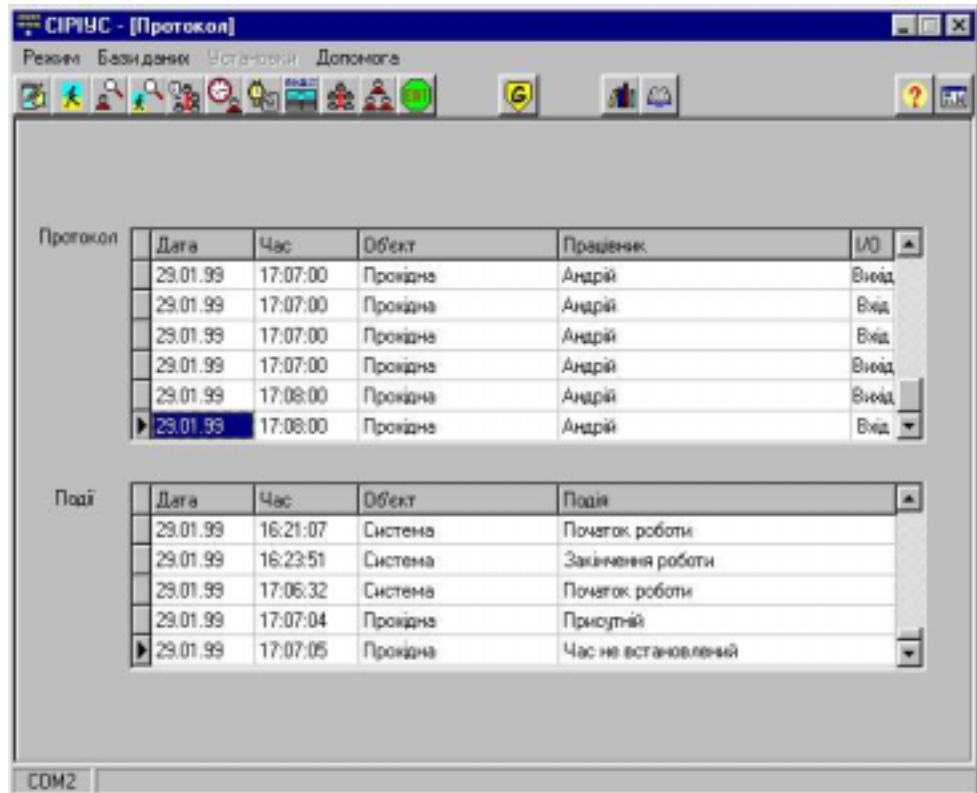 СІРІУС - [Протокол]
Режим Бази даних Установки Допомога
EXIT G ?
Протокол
Дата Час Об'єкт Працівник I/O
29.01.99 17:07:00 Прохідна Андрій Вихід
29.01.99 17:07:00 Прохідна Андрій Вхід
29.01.99 17:07:00 Прохідна Андрій Вхід
29.01.99 17:07:00 Прохідна Андрій Вихід
29.01.99 17:08:00 Прохідна Андрій Вихід
29.01.99 17:08:00 Прохідна Андрій Вхід
Події
Дата Час Об'єкт Подія
29.01.99 16:21:07 Система Початок роботи
29.01.99 16:23:51 Система Закінчення роботи
29.01.99 17:06:32 Система Початок роботи
29.01.99 17:07:04 Прохідна Присутній
29.01.99 17:07:05 Прохідна Час не встановлений
COM2